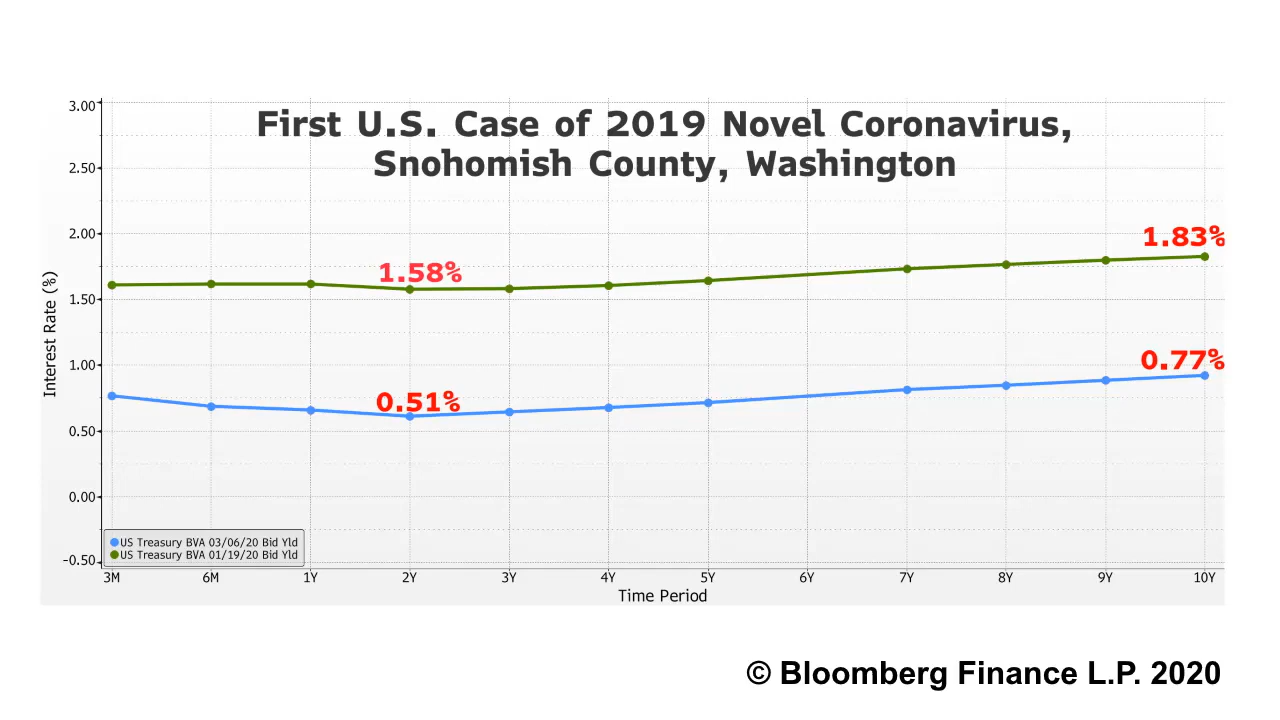 First U.S. Case of 2019 Novel Coronavirus,
Snohomish County, Washington
Interest Rate (%)
3.00
2.50
2.00
1.50
1.00
0.50
0.00
-0.50
1.58%
1.83%
0.51%
0.77%
US Treasury BVA 03/06/20 Bid Yld
US Treasury BVA 01/19/20 Bid Yld
3M 6M 1Y 2Y 3Y 4Y 5Y 6Y 7Y 8Y 9Y 10Y
Time Period
© Bloomberg Finance L.P. 2020